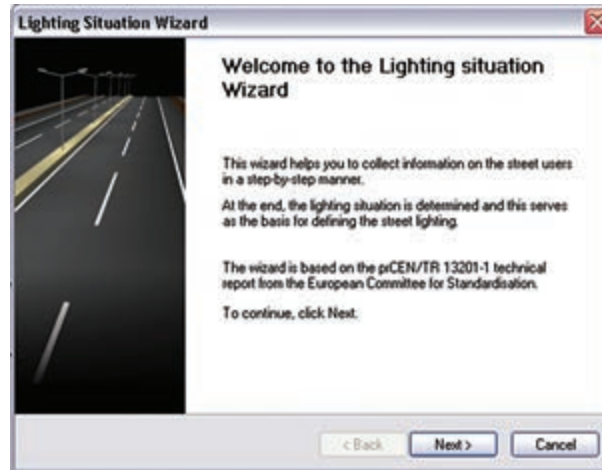 Lighting Situation Wizard
Welcome to the Lighting situation
Wizard
This wizard helps you to collect information on the street users
in a step-by-step manner.
At the end, the lighting situation is determined and this serves
as the basis for defining the street lighting.
The wizard is based on the prCEN/TR 13201-1 technical
report from the European Committee for Standardisation.
To continue, click Next.
< Back Next > Cancel